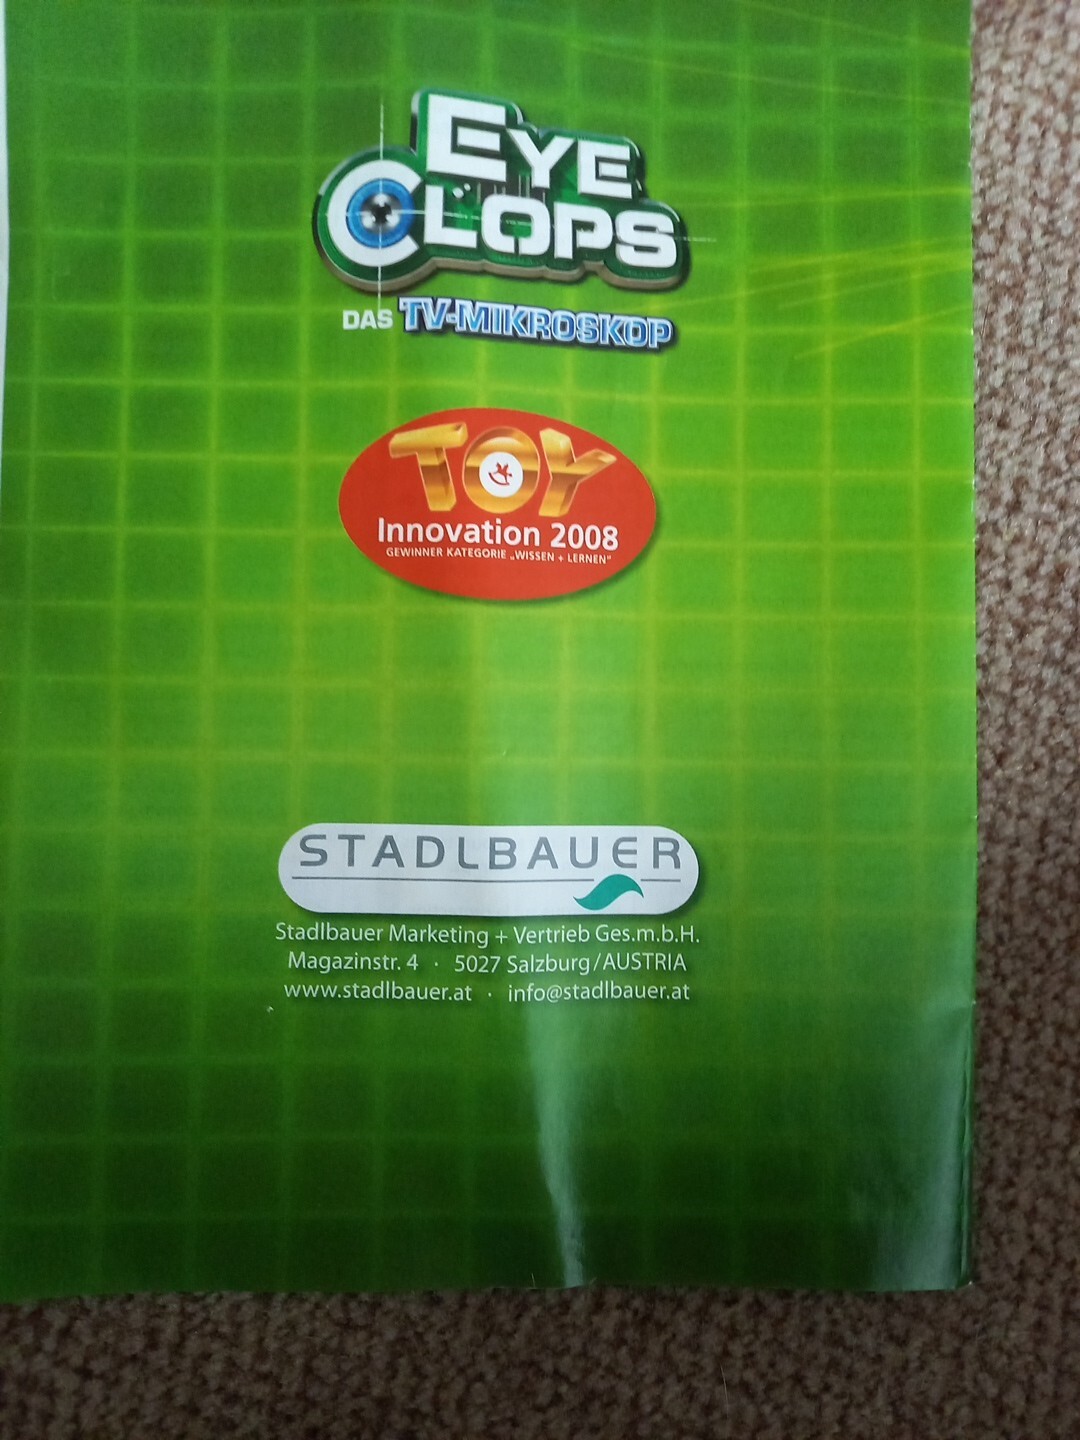 EYE
CLOPS
DAS TV-MIKROSKOP
TOY
Innovation 2008
GEWINNER KATEGORIE „WISSEN + LERNEN"
STADLBAUER
Stadlbauer Marketing + Vertrieb Ges.m.b.H.
Magazinstr. 4 · 5027 Salzburg/AUSTRIA
www.stadlbauer.at · info@stadlbauer.at